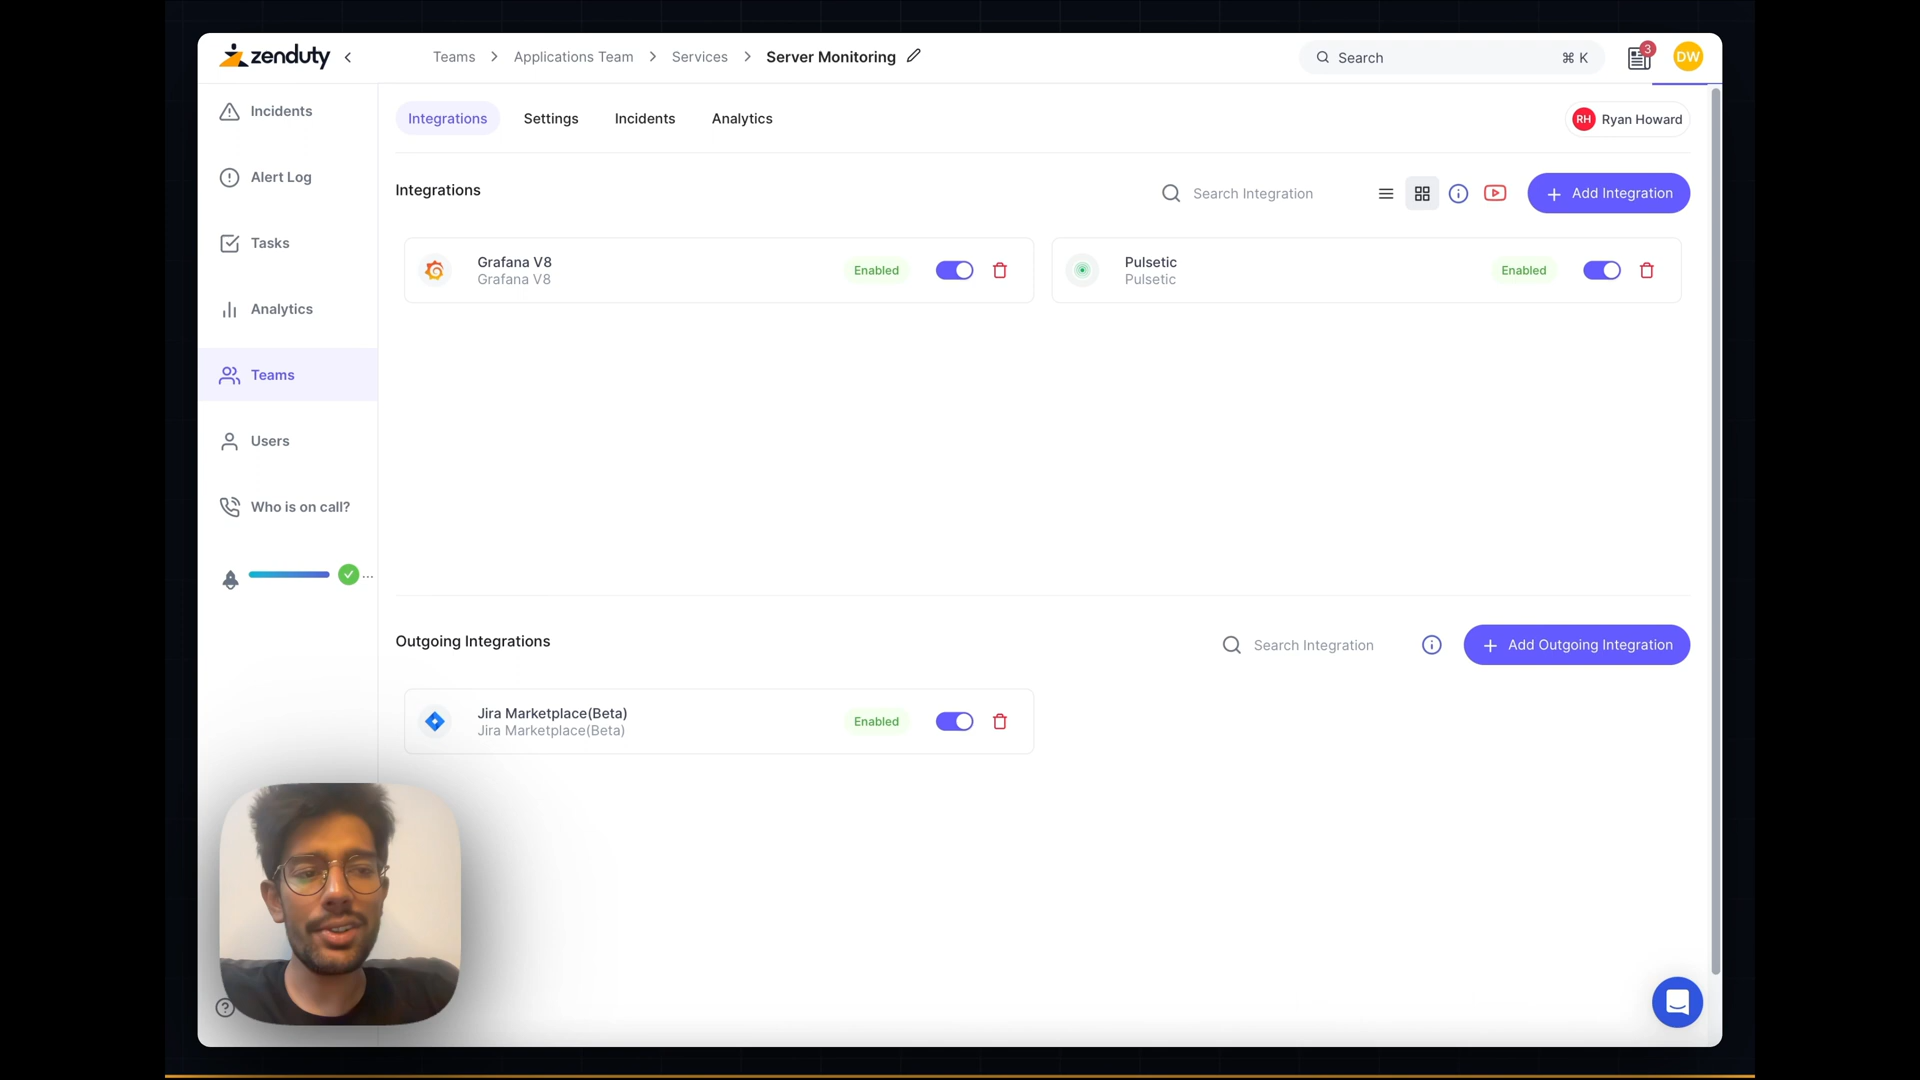 zenduty
Teams > Applications Team > Services > Server Monitoring
Search ⌘ K
3
DW
Incidents
Alert Log
Tasks
Analytics
Teams
Users
Who is on call?
...
Integrations Settings Incidents Analytics
RH Ryan Howard
Integrations
Search Integration
+ Add Integration
Grafana V8
Grafana V8
Enabled
Pulsetic
Pulsetic
Enabled
Outgoing Integrations
Search Integration
+ Add Outgoing Integration
Jira Marketplace(Beta)
Jira Marketplace(Beta)
Enabled